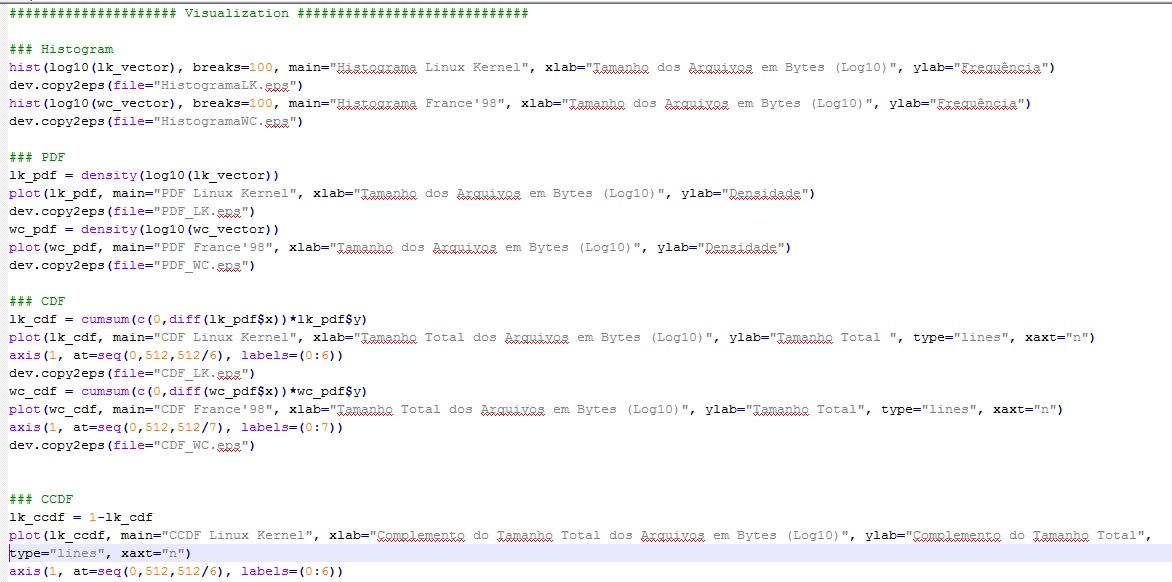 ##################### Visualization #############################
### Histogram
hist(log10(lk_vector), breaks=100, main="Histograma Linux Kernel", xlab="Tamanho dos Arquivos em Bytes (Log10)", ylab="Frequência")
dev.copy2eps(file="HistogramaLK.eps")
hist(log10(wc_vector), breaks=100, main="Histograma France'98", xlab="Tamanho dos Arquivos em Bytes (Log10)", ylab="Frequência")
dev.copy2eps(file="HistogramaWC.eps")
### PDF
lk_pdf = density(log10(lk_vector))
plot(lk_pdf, main="PDF Linux Kernel", xlab="Tamanho dos Arquivos em Bytes (Log10)", ylab="Densidade")
dev.copy2eps(file="PDF_LK.eps")
wc_pdf = density(log10(wc_vector))
plot(wc_pdf, main="PDF France'98", xlab="Tamanho dos Arquivos em Bytes (Log10)", ylab="Densidade")
dev.copy2eps(file="PDF_WC.eps")
### CDF
lk_cdf = cumsum(c(0,diff(lk_pdf$x))*lk_pdf$y)
plot(lk_cdf, main="CDF Linux Kernel", xlab="Tamanho Total dos Arquivos em Bytes (Log10)", ylab="Tamanho Total ", type="lines", xaxt="n")
axis(1, at=seq(0,512,512/6), labels=(0:6))
dev.copy2eps(file="CDF_LK.eps")
wc_cdf = cumsum(c(0,diff(wc_pdf$x))*wc_pdf$y)
plot(wc_cdf, main="CDF France'98", xlab="Tamanho Total dos Arquivos em Bytes (Log10)", ylab="Tamanho Total", type="lines", xaxt="n")
axis(1, at=seq(0,512,512/7), labels=(0:7))
dev.copy2eps(file="CDF_WC.eps")
### CCDF
lk_ccdf = 1-lk_cdf
plot(lk_ccdf, main="CCDF Linux Kernel", xlab="Complemento do Tamanho Total dos Arquivos em Bytes (Log10)", ylab="Complemento do Tamanho Total",
type="lines", xaxt="n")
axis(1, at=seq(0,512,512/6), labels=(0:6))